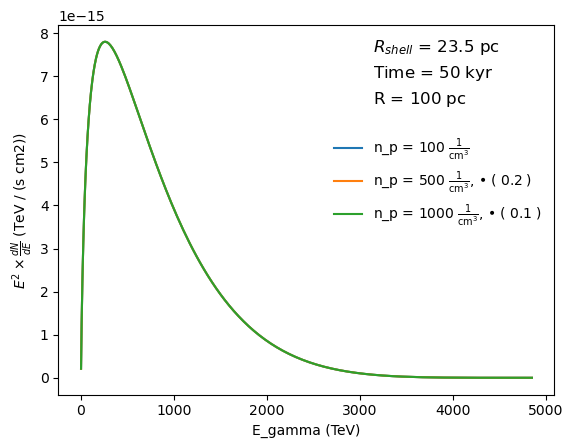 1e−15
R_shell = 23.5 pc
Time = 50 kyr
R = 100 pc
n_p = 100 1/cm³
n_p = 500 1/cm³, • ( 0.2 )
n_p = 1000 1/cm³, • ( 0.1 )
E² × dN/dE (TeV / (s cm2))
8
7
6
5
4
3
2
1
0
0 1000 2000 3000 4000 5000
E_gamma (TeV)